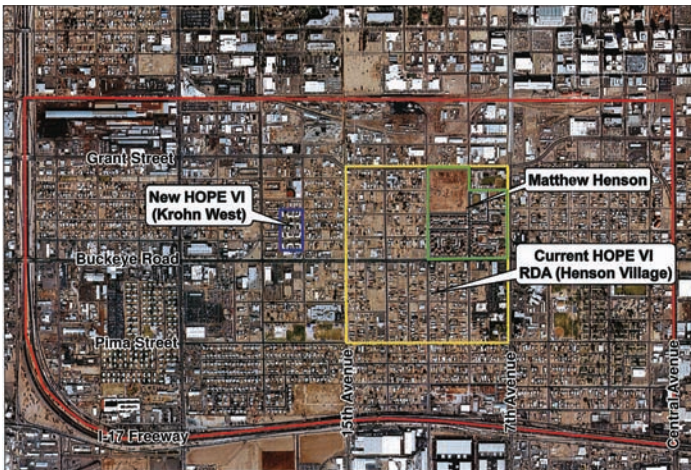 Grant Street
Matthew Henson
New HOPE VI
(Krohn West)
Current HOPE VI
RDA (Henson Village)
Buckeye Road
Pima Street
15th Avenue
7th Avenue
Central Avenue
I-17 Freeway